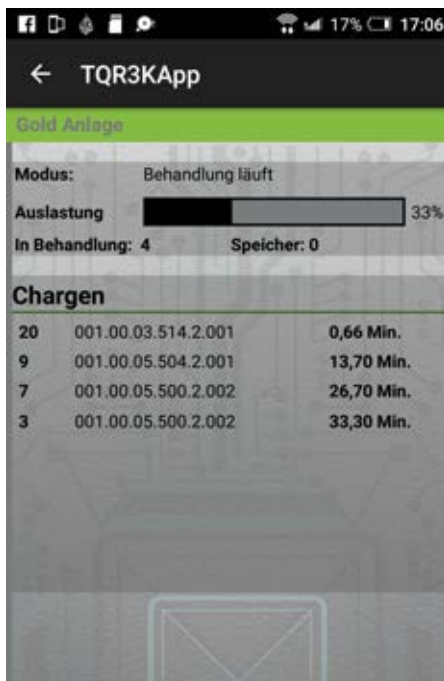 17% 17:06
← TQR3KApp
Gold Anlage
Modus: Behandlung läuft
Auslastung 33%
In Behandlung: 4 Speicher: 0
Chargen
20 001.00.03.514.2.001 0,66 Min.
9 001.00.05.504.2.001 13,70 Min.
7 001.00.05.500.2.002 26,70 Min.
3 001.00.05.500.2.002 33,30 Min.